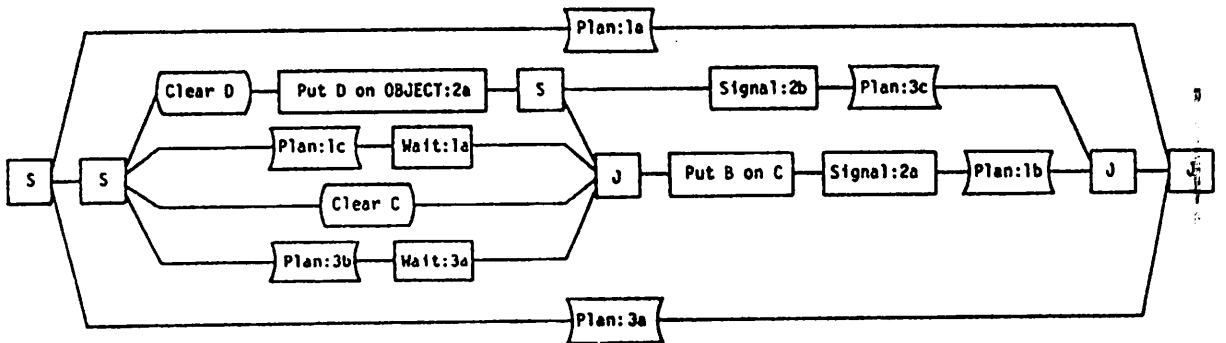 Plan:1a
Clear D Put D on OBJECT:2a S Signal:2b Plan:3c
Plan:1c Wait:1a
S S J Put B on C Signal:2a Plan:1b J J
Clear C
Plan:3b Wait:3a
Plan:3a